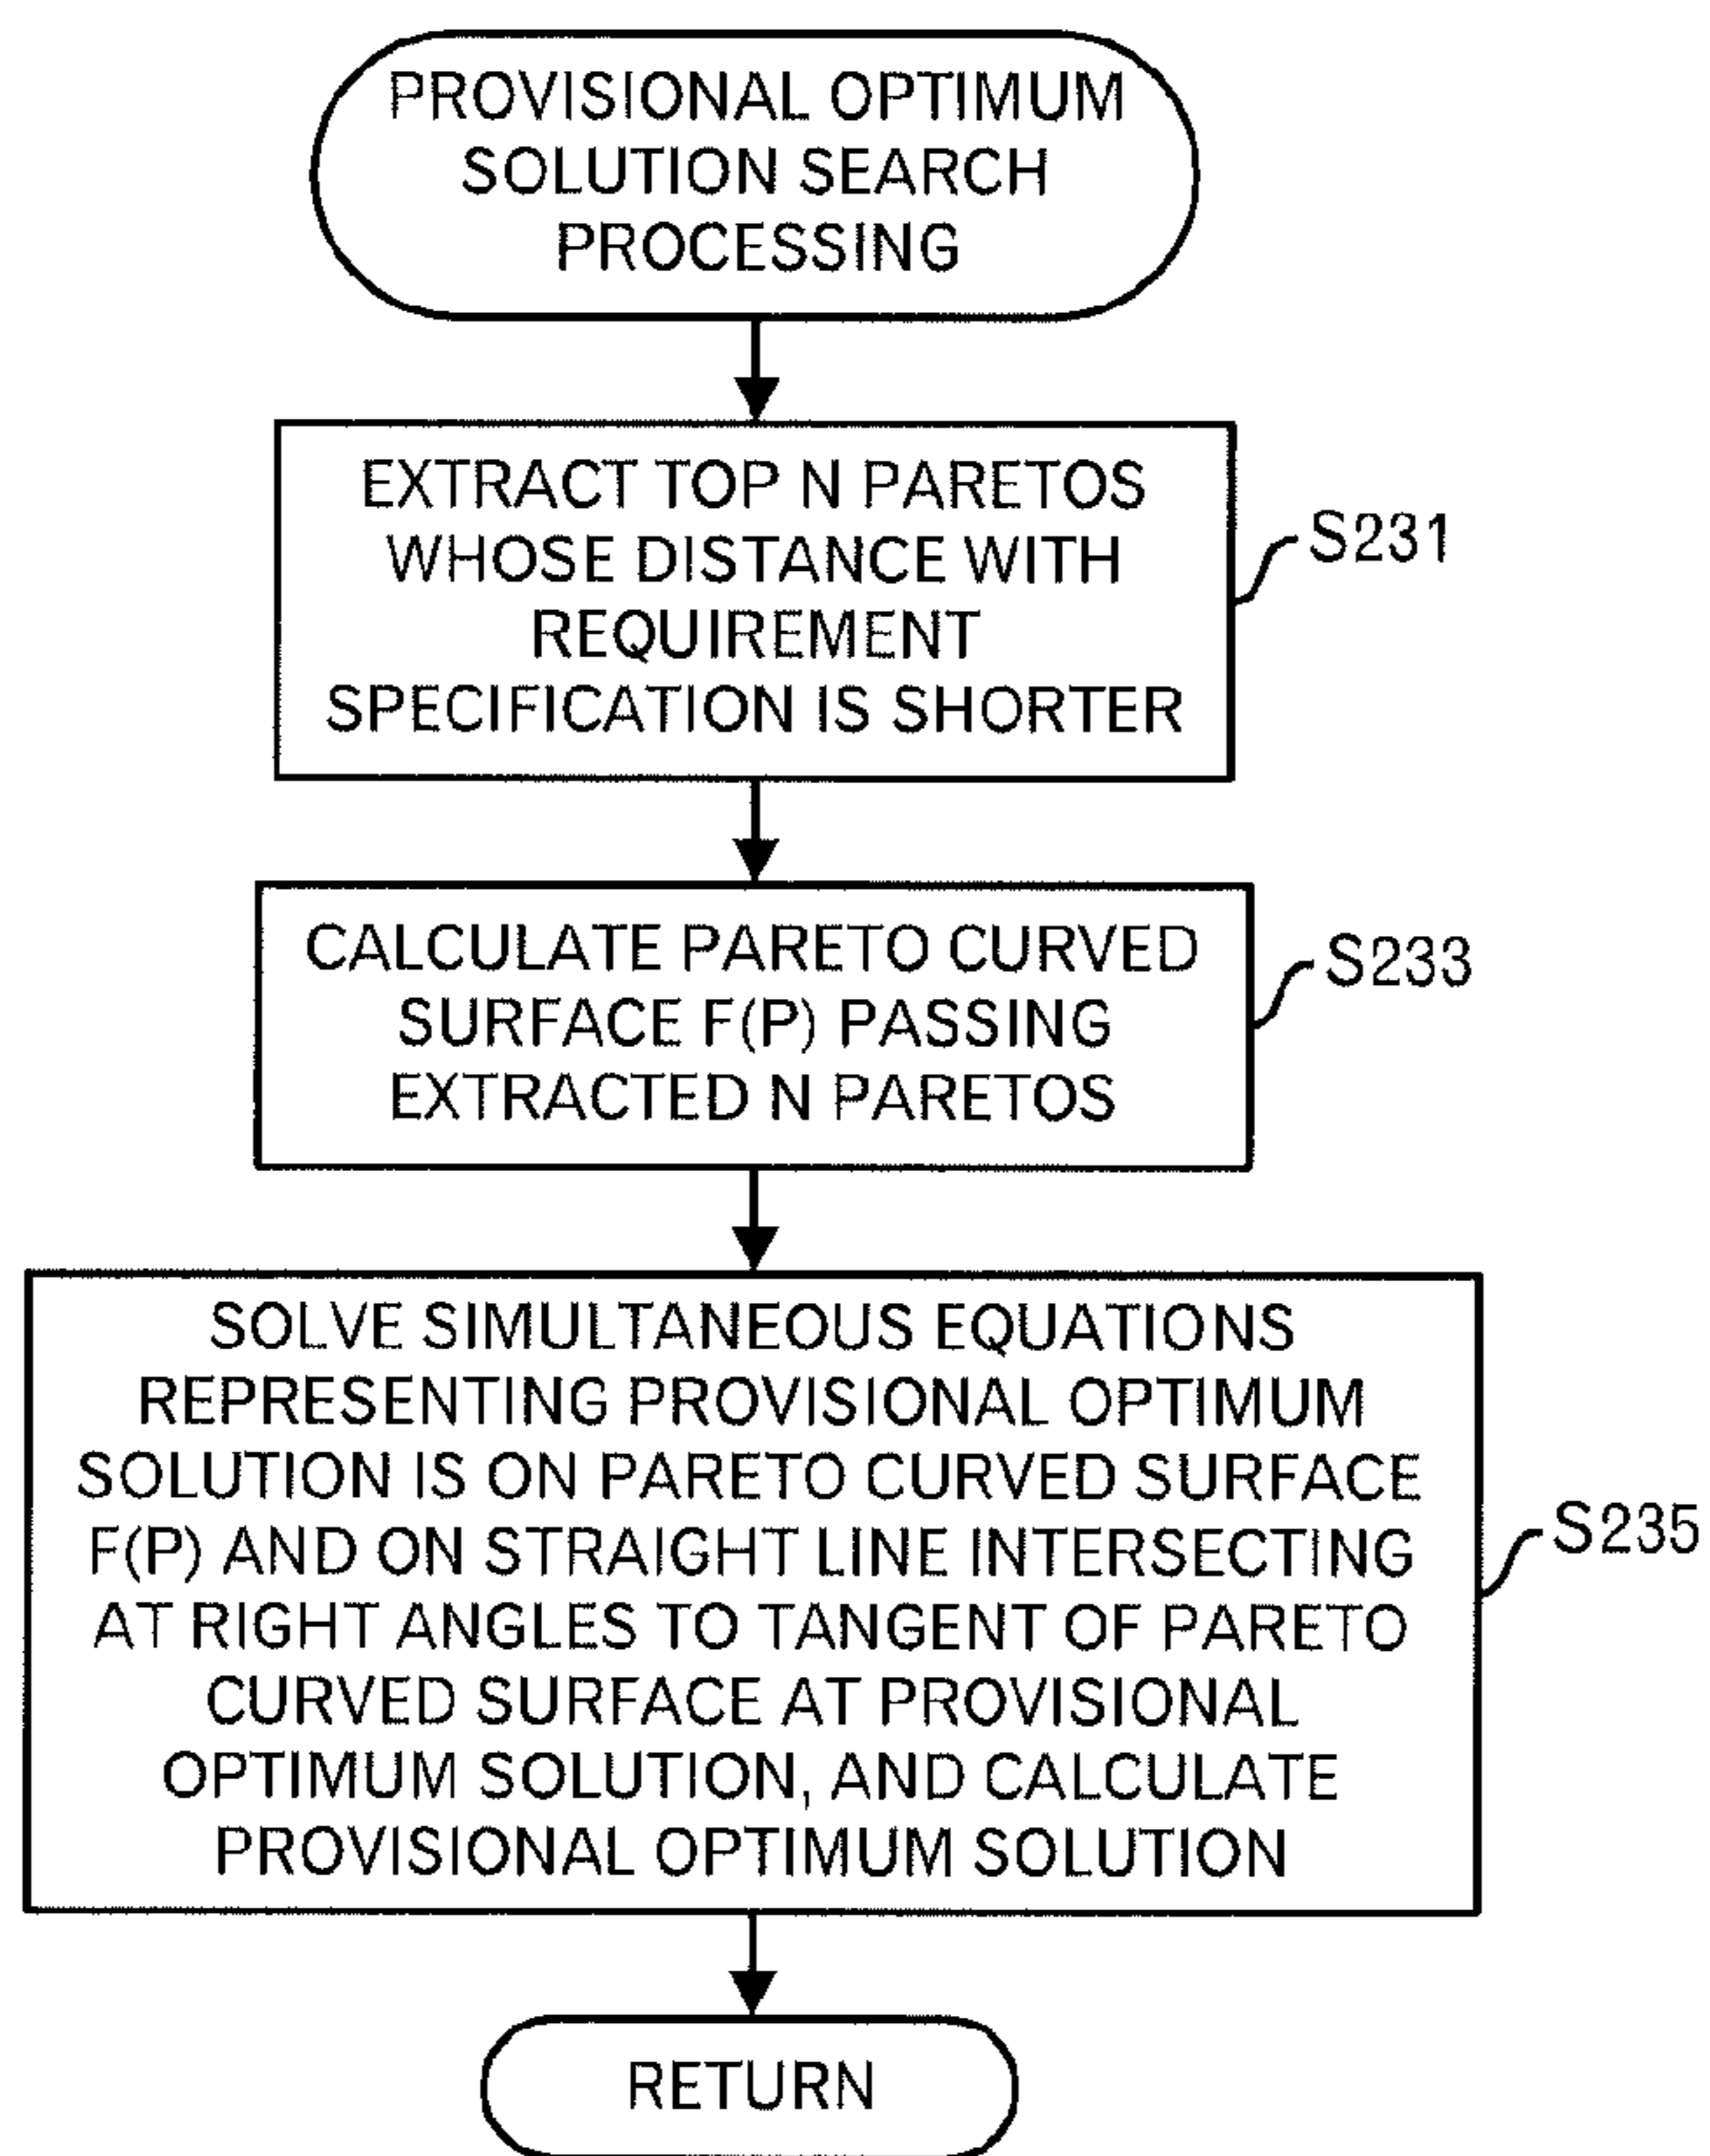 PROVISIONAL OPTIMUM
SOLUTION SEARCH
PROCESSING
EXTRACT TOP N PARETOS
WHOSE DISTANCE WITH
REQUIREMENT
SPECIFICATION IS SHORTER
S231
CALCULATE PARETO CURVED
SURFACE F(P) PASSING
EXTRACTED N PARETOS
S233
SOLVE SIMULTANEOUS EQUATIONS
REPRESENTING PROVISIONAL OPTIMUM
SOLUTION IS ON PARETO CURVED SURFACE
F(P) AND ON STRAIGHT LINE INTERSECTING
AT RIGHT ANGLES TO TANGENT OF PARETO
CURVED SURFACE AT PROVISIONAL
OPTIMUM SOLUTION, AND CALCULATE
PROVISIONAL OPTIMUM SOLUTION
S235
RETURN